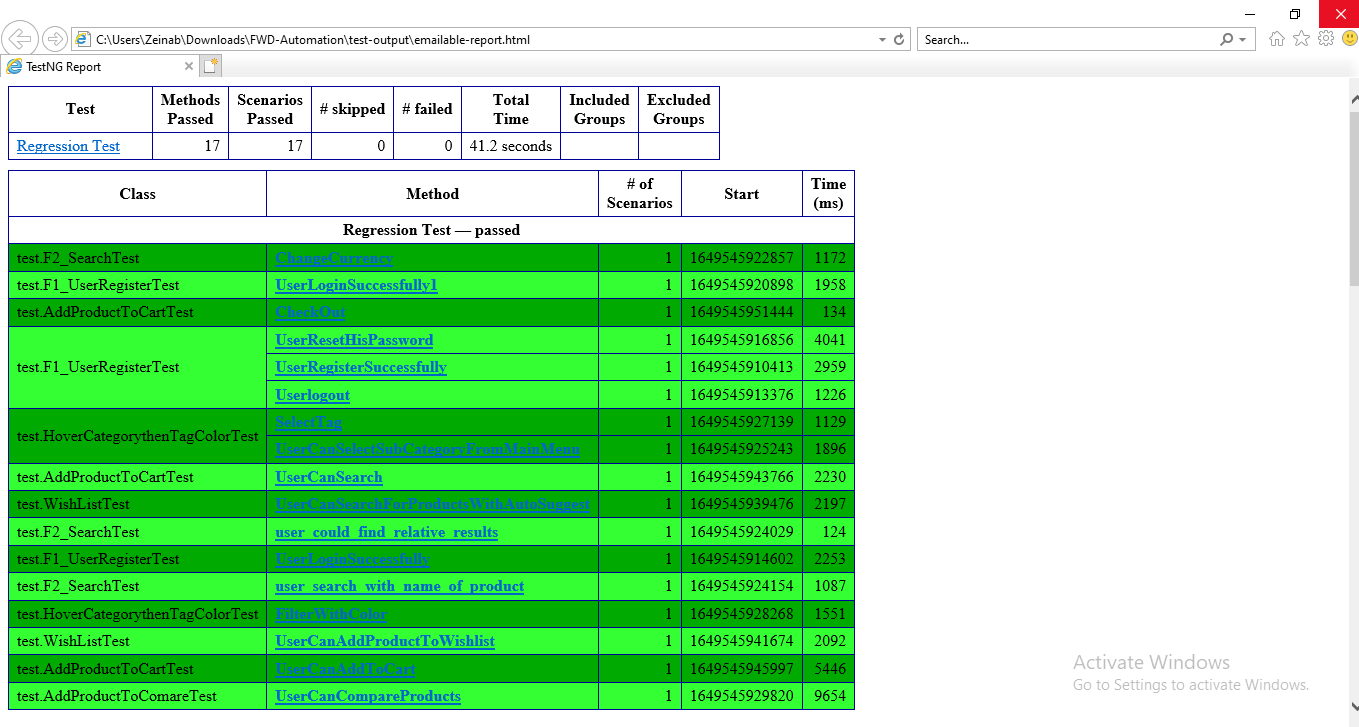 C:\Users\Zeinab\Downloads\FWD-Automation\test-output\emailable-report.html
Search...
TestNG Report
Test Methods Passed Scenarios Passed # skipped # failed Total Time Included Groups Excluded Groups
Regression Test 17 17 0 0 41.2 seconds
Class Method # of Scenarios Start Time (ms)
Regression Test — passed
test.F2_SearchTest ChangeCurrency 1 1649545922857 1172
test.F1_UserRegisterTest UserLoginSuccessfully1 1 1649545920898 1958
test.AddProductToCartTest CheckOut 1 1649545951444 134
test.F1_UserRegisterTest UserResetHisPassword 1 1649545916856 4041
UserRegisterSuccessfully 1 1649545910413 2959
Userlogout 1 1649545913376 1226
test.HoverCategorythenTagColorTest SelectTag 1 1649545927139 1129
UserCanSelectSubCategoryFromMainMenu 1 1649545925243 1896
test.AddProductToCartTest UserCanSearch 1 1649545943766 2230
test.WishListTest UserCanSearchForProductsWithAutoSuggest 1 1649545939476 2197
test.F2_SearchTest user_could_find_relative_results 1 1649545924029 124
test.F1_UserRegisterTest UserLoginSuccessfully 1 1649545914602 2253
test.F2_SearchTest user_search_with_name_of_product 1 1649545924154 1087
test.HoverCategorythenTagColorTest FilterWithColor 1 1649545928268 1551
test.WishListTest UserCanAddProductToWishlist 1 1649545941674 2092
test.AddProductToCartTest UserCanAddToCart 1 1649545945997 5446
test.AddProductToComareTest UserCanCompareProducts 1 1649545929820 9654
Activate Windows
Go to Settings to activate Windows.